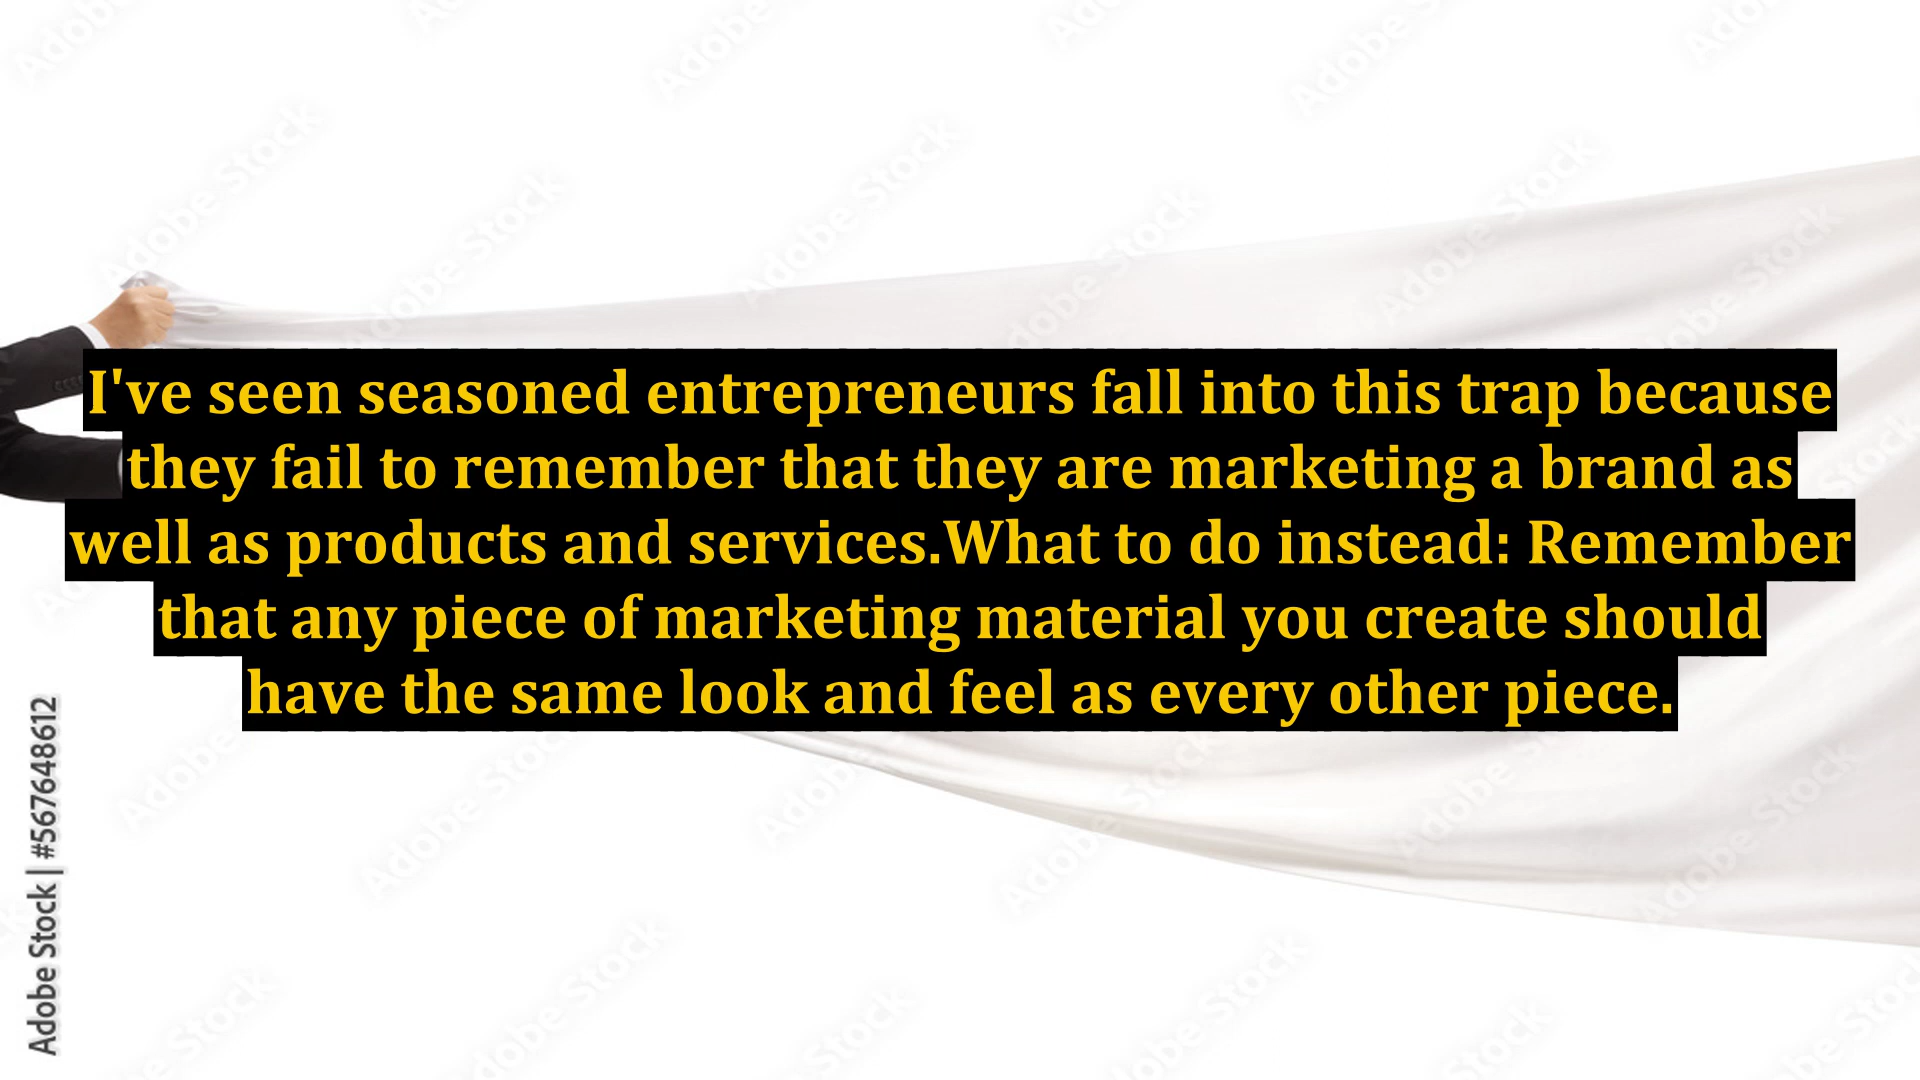 I've seen seasoned entrepreneurs fall into this trap because
they fail to remember that they are marketing a brand as
well as products and services.What to do instead: Remember
that any piece of marketing material you create should
have the same look and feel as every other piece.
Adobe Stock | #567648612
Adobe Stock